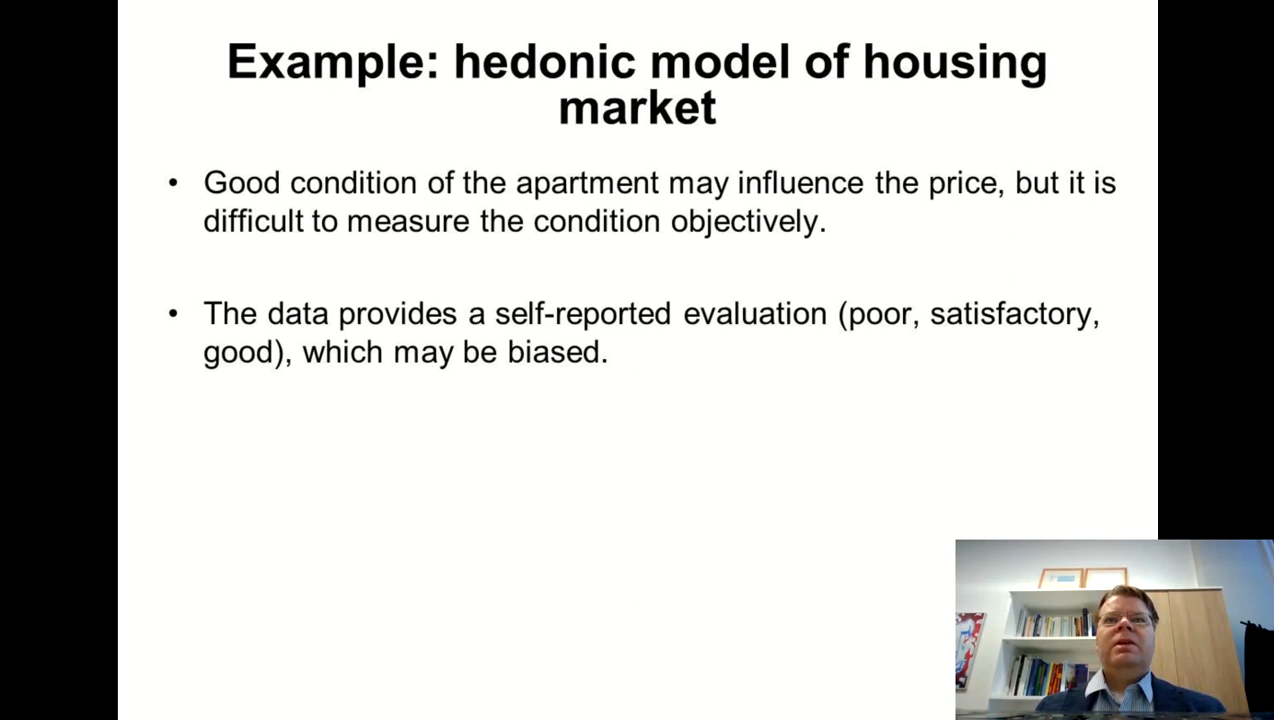 Example: hedonic model of housing
market
• Good condition of the apartment may influence the price, but it is
difficult to measure the condition objectively.
• The data provides a self-reported evaluation (poor, satisfactory,
good), which may be biased.